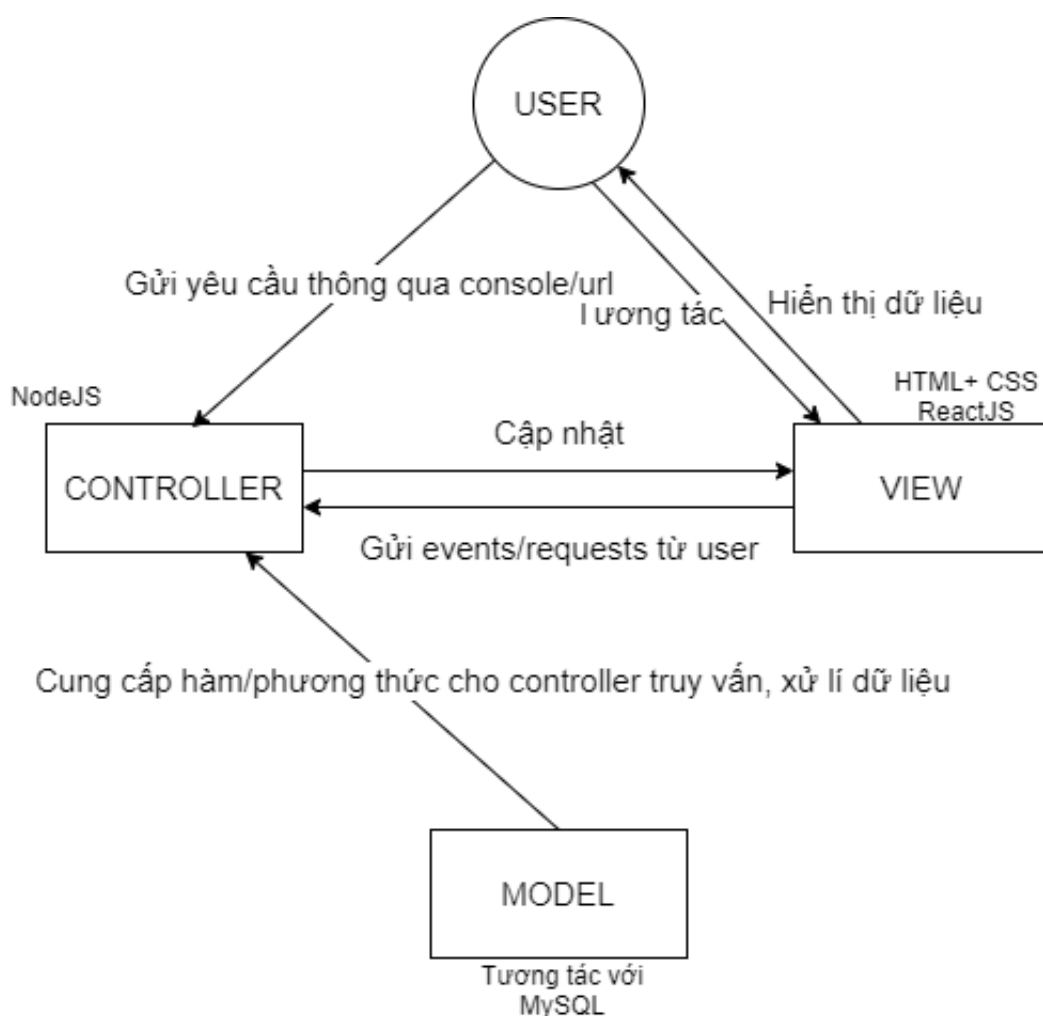 USER
Gửi yêu cầu thông qua console/url
Tương tác
Hiển thị dữ liệu
NodeJS
HTML+ CSS
ReactJS
CONTROLLER
Cập nhật
VIEW
Gửi events/requests từ user
Cung cấp hàm/phương thức cho controller truy vấn, xử lí dữ liệu
MODEL
Tương tác với
MySQL